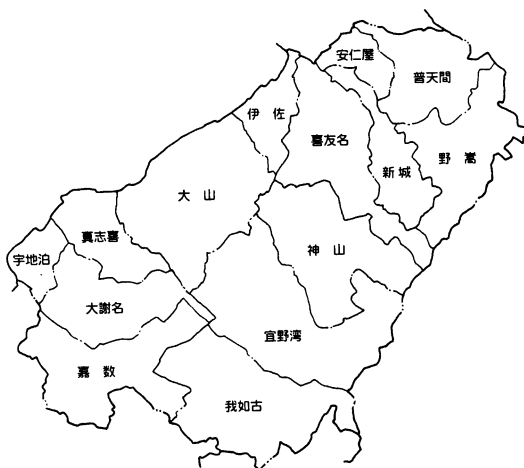 安仁屋
普天間
伊佐
喜友名
新城
野嵩
大山
真志喜
神山
宇地泊
大謝名
宜野湾
嘉数
我如古